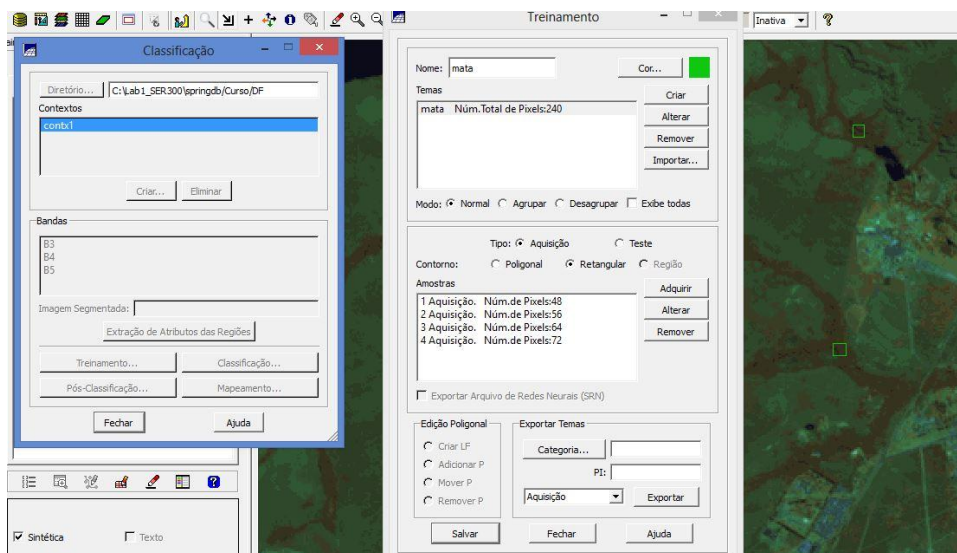 Inativa
Classificação
Diretório... C:\Lab1_SER300\springdb/Curso/DF
Contextos
contx1
Criar... Eliminar
Bandas
B3
B4
B5
Imagem Segmentada:
Extração de Atributos das Regiões
Treinamento... Classificação...
Pós-Classificação... Mapeamento...
Fechar Ajuda
Sintética Texto
Treinamento
Nome: mata Cor...
Temas
mata Núm.Total de Pixels:240
Criar
Alterar
Remover
Importar...
Modo: Normal Agrupar Desagrupar Exibe todas
Tipo: Aquisição Teste
Contorno: Poligonal Retangular Região
Amostras
1 Aquisição. Núm.de Pixels:48
2 Aquisição. Núm.de Pixels:56
3 Aquisição. Núm.de Pixels:64
4 Aquisição. Núm.de Pixels:72
Adquirir
Alterar
Remover
Exportar Arquivo de Redes Neurais (SRN)
Edição Poligonal
Criar LF
Adicionar P
Mover P
Remover P
Exportar Temas
Categoria...
PI:
Aquisição Exportar
Salvar Fechar Ajuda